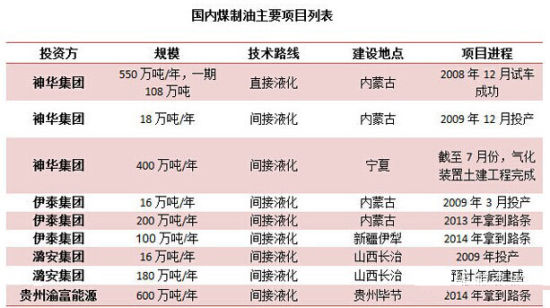 国内煤制油主要项目列表
投资方 规模 技术路线 建设地点 项目进程
神华集团 550 万吨/年，一期 108 万吨 直接液化 内蒙古 2008 年 12 月试车成功
神华集团 18 万吨/年 间接液化 内蒙古 2009 年 12 月投产
神华集团 400 万吨/年 间接液化 宁夏 截至 7 月份，气化装置土建工程完成
伊泰集团 16 万吨/年 间接液化 内蒙古 2009 年 3 月投产
伊泰集团 200 万吨/年 间接液化 内蒙古 2013 年拿到路条
伊泰集团 100 万吨/年 间接液化 新疆伊犁 2014 年拿到路条
潞安集团 16 万吨/年 间接液化 山西长治 2009 年投产
潞安集团 180 万吨/年 间接液化 山西长治 预计年底建成
贵州渝富能源 600 万吨/年 间接液化 贵州毕节 2014 年拿到路条